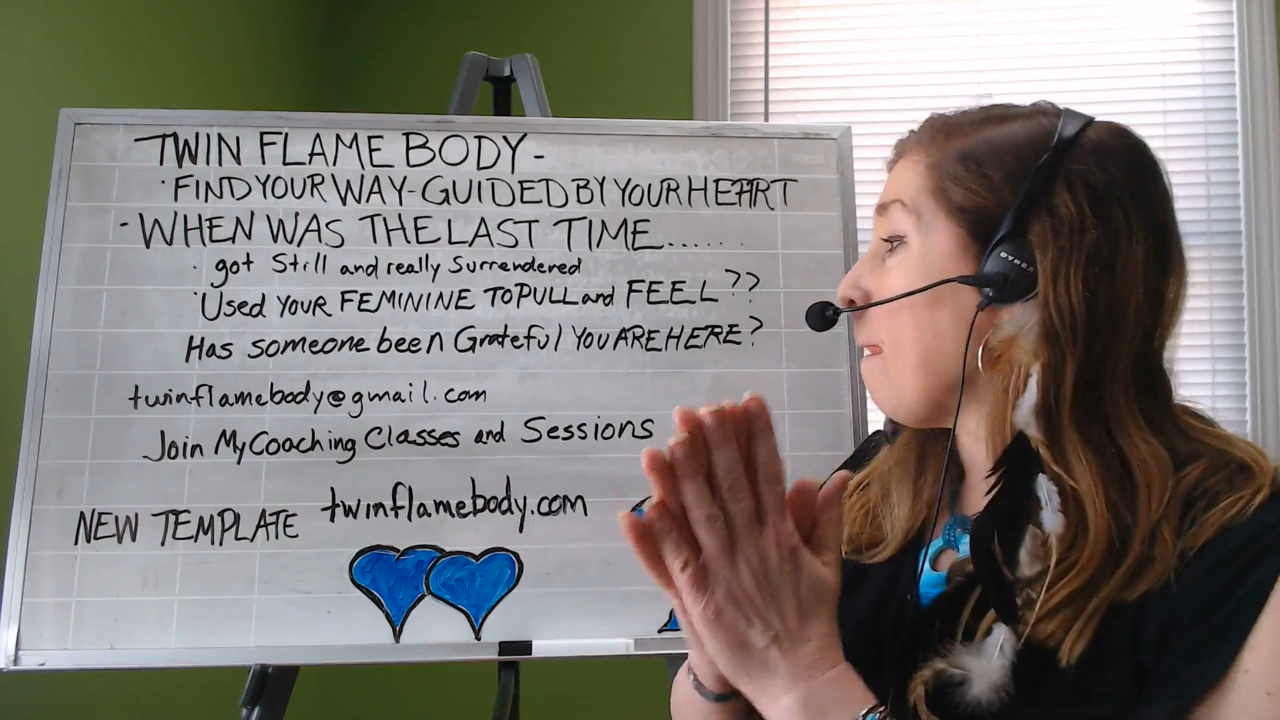 TWIN FLAME BODY-
·FIND YOUR WAY-GUIDED BY YOUR HEART
-WHEN WAS THE LAST TIME......
· got Still and really Surrendered
·Used YOUR FEMININE TO PULL and FEEL??
Has someone been Grateful YOU ARE HERE?
twinflamebody@gmail.com
Join My Coaching Classes and Sessions
twinflamebody.com
NEW TEMPLATE